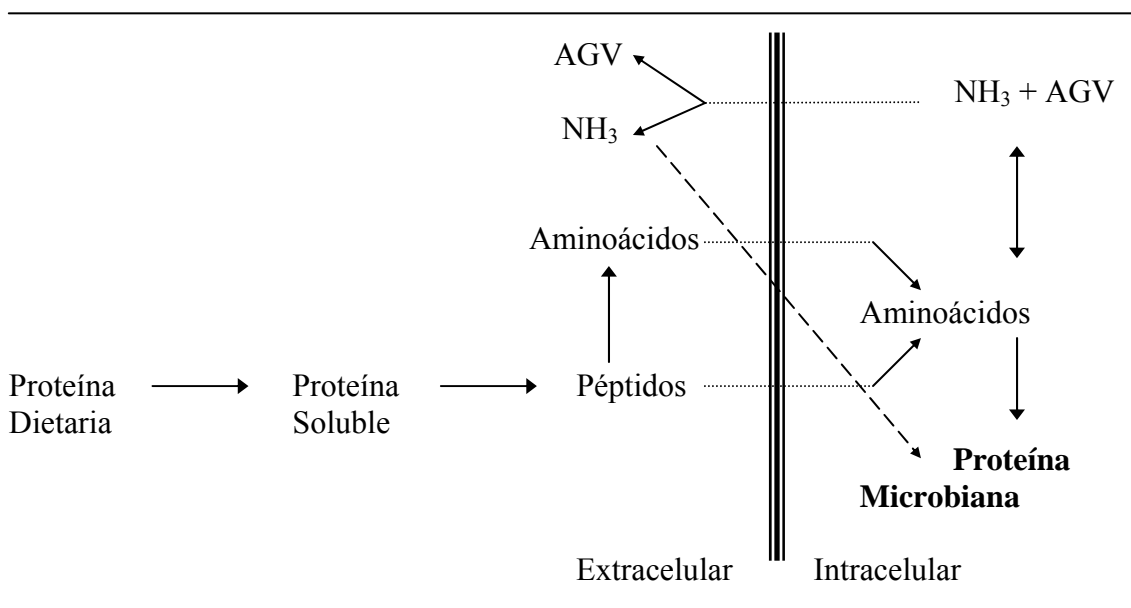 AGV
NH₃ + AGV
NH₃
Aminoácidos
Aminoácidos
Proteína
Dietaria
Proteína
Soluble
Péptidos
Proteína
Microbiana
Extracelular
Intracelular